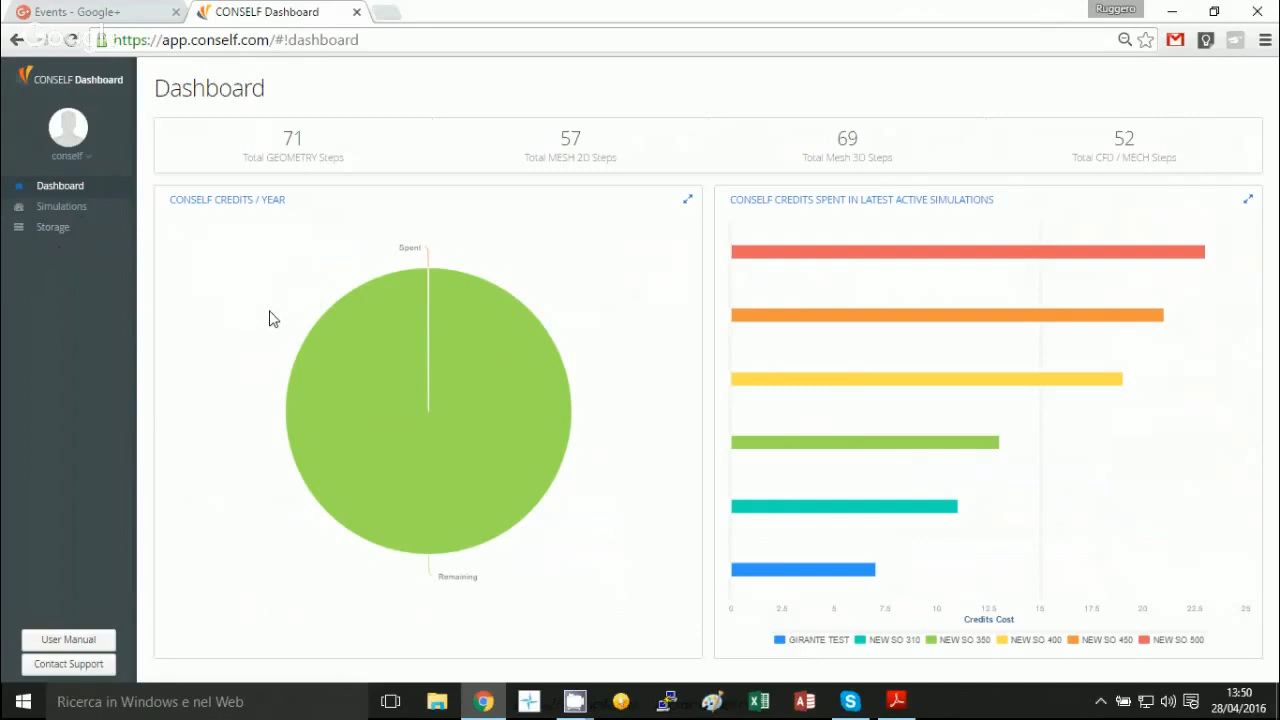 Events - Google+
CONSELF Dashboard
Ruggero
https://app.conself.com/#!dashboard
CONSELF Dashboard
conself
Dashboard
Simulations
Storage
User Manual
Contact Support
Dashboard
71
Total GEOMETRY Steps
57
Total MESH 2D Steps
69
Total Mesh 3D Steps
52
Total CFD / MECH Steps
CONSELF CREDITS / YEAR
Spent
Remaining
CONSELF CREDITS SPENT IN LATEST ACTIVE SIMULATIONS
0 2.5 5 7.5 10 12.5 15 17.5 20 22.5 25
Credits Cost
GIRANTE TEST NEW SO 310 NEW SO 350 NEW SO 400 NEW SO 450 NEW SO 500
Ricerca in Windows e nel Web
13:50
28/04/2016